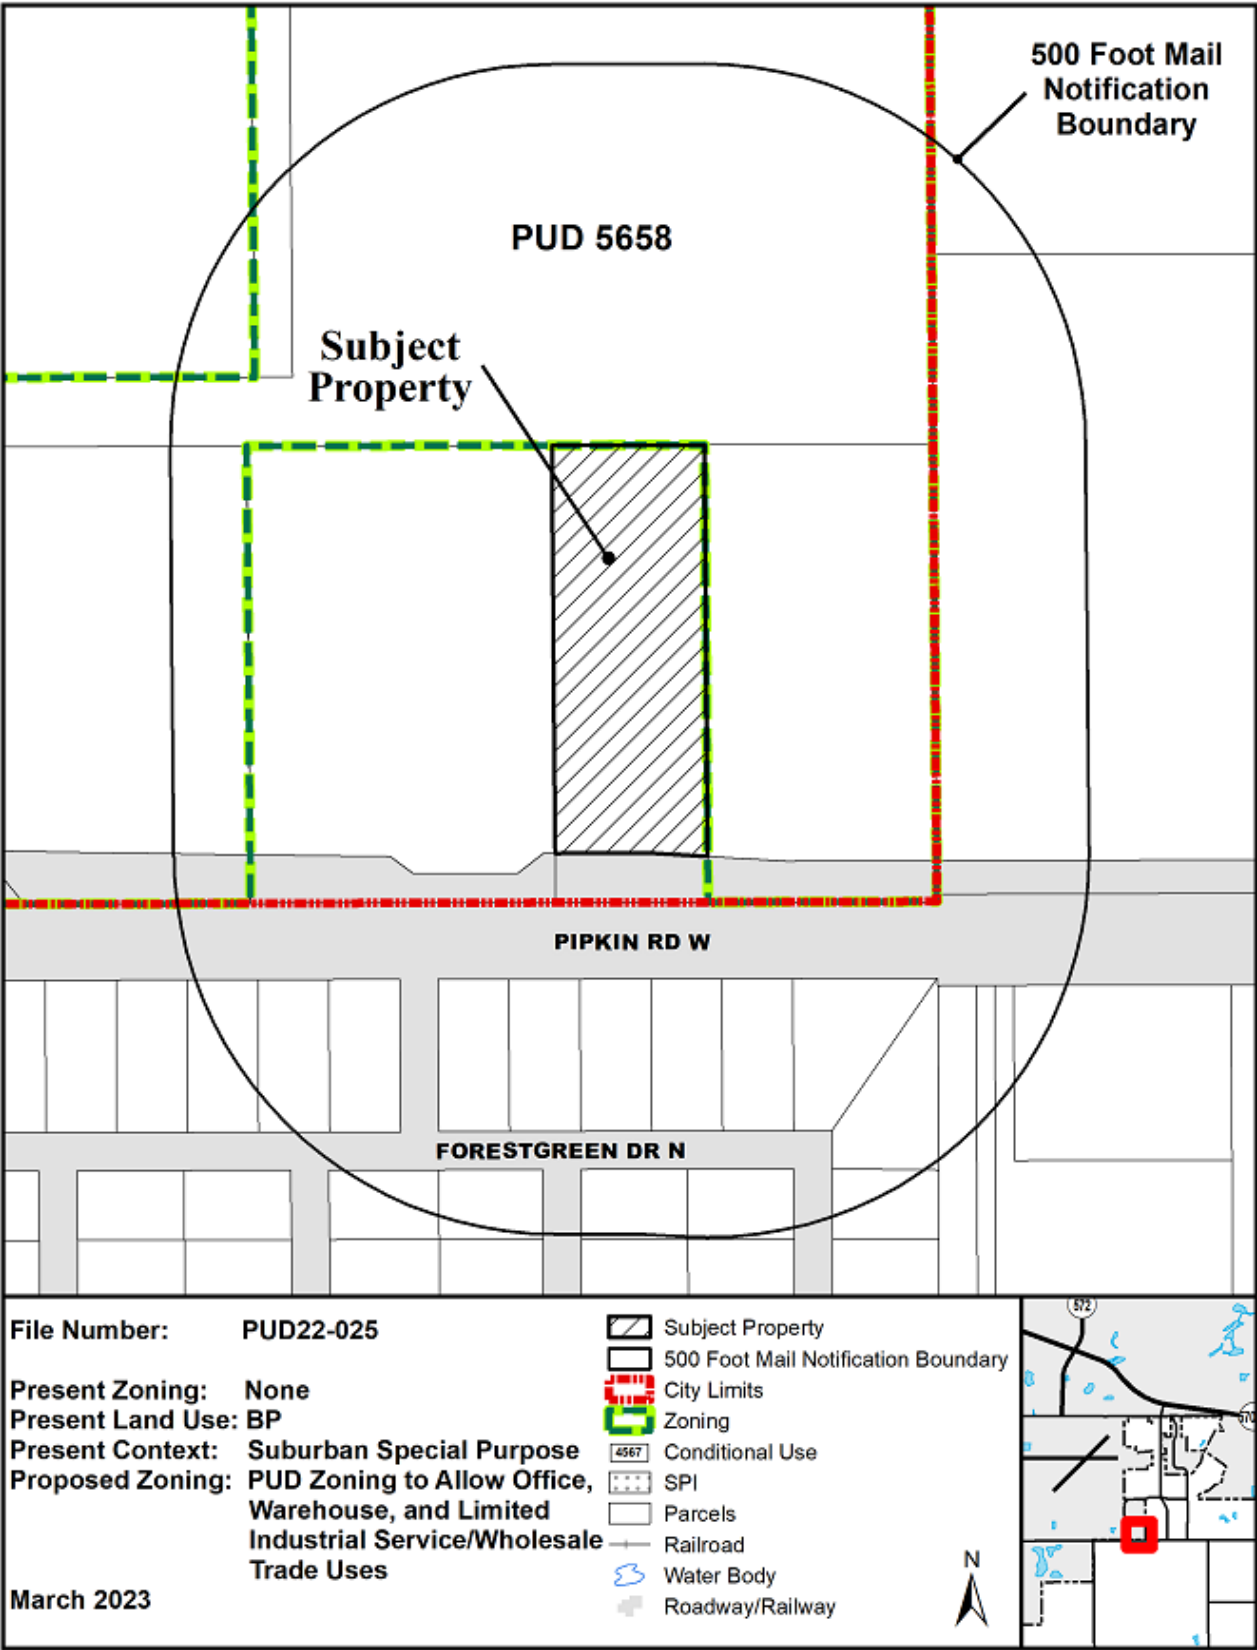 500 Foot Mail
Notification
Boundary
PUD 5658
Subject
Property
PIPKIN RD W
FORESTGREEN DR N
File Number: PUD22-025
Present Zoning: None
Present Land Use: BP
Present Context: Suburban Special Purpose
Proposed Zoning: PUD Zoning to Allow Office,
Warehouse, and Limited
Industrial Service/Wholesale
Trade Uses
March 2023
Subject Property
500 Foot Mail Notification Boundary
City Limits
Zoning
4567 Conditional Use
SPI
Parcels
Railroad
Water Body
Roadway/Railway
N
572